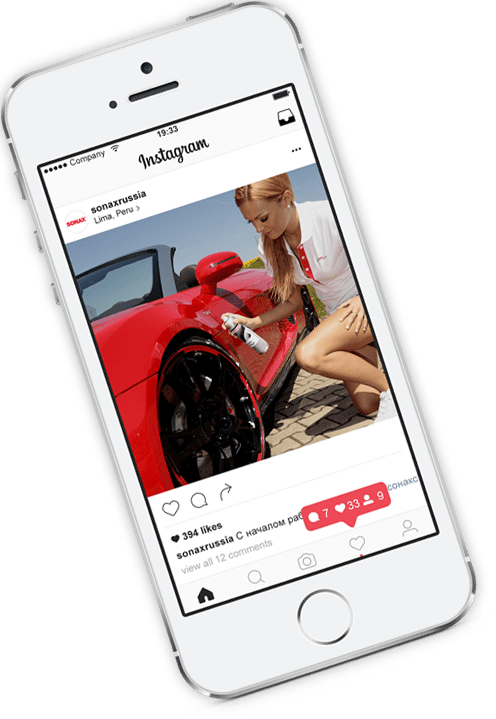 Company
19:33
Instagram
SONAX
sonaxrussia
Lima, Peru >
394 likes
sonaxrussia С началом раб
сонакс
7 33 9
view all 12 comments